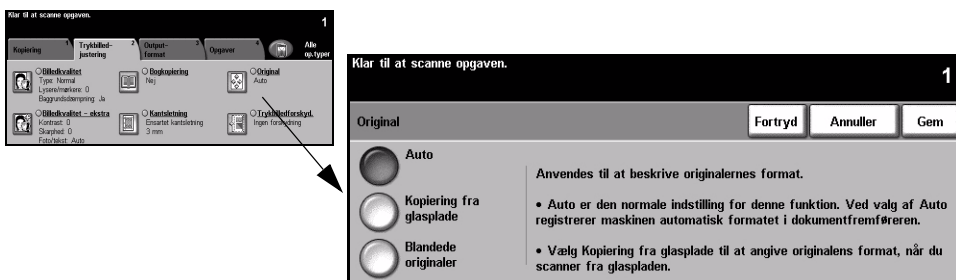 Klar til at scanne opgaven.
1
Kopiering 1
Trykbilled-justering 2
Output-format 3
Opgaver 4
Alle op.typer
Billedkvalitet
Type: Normal
Lysere/mørkere: 0
Baggrundsdæmpning: Ja
Bogkopiering
Nej
Original
Auto
Billedkvalitet - ekstra
Kontrast: 0
Skarphed: 0
Foto/tekst: Auto
Kantsletning
Ensartet kantsletning
3 mm
Trykbilledforskyd.
Ingen forskydning
Klar til at scanne opgaven.
1
Original
Fortryd
Annuller
Gem
Auto
Kopiering fra
glasplade
Blandede
originaler
Anvendes til at beskrive originalernes format.
• Auto er den normale indstilling for denne funktion. Ved valg af Auto
registrerer maskinen automatisk formatet i dokumentfremføreren.
• Vælg Kopiering fra glasplade til at angive originalens format, når du
scanner fra glaspladen.